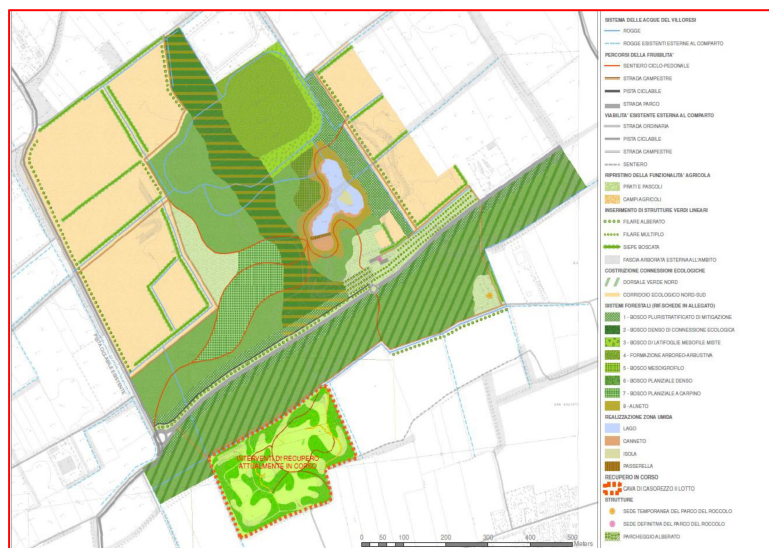 SISTEMA DELLE ACQUE DEL VILLORESI
ROGGE
ROGGE ESISTENTI ESTERNE AL COMPARTO
PERCORSI DELLA FRUIBILITA'
SENTIERO CICLO-PEDONALE
STRADA CAMPESTRE
PISTA CICLABILE
STRADA PARCO
VIABILITA' ESISTENTE ESTERNA AL COMPARTO
STRADA ORDINARIA
PISTA CICLABILE
STRADA CAMPESTRE
SENTIERO
RIPRISTINO DELLA FUNZIONALITA' AGRICOLA
PRATI E PASCOLI
CAMPI AGRICOLI
INSERIMENTO DI STRUTTURE VERDI LINEARI
FILARE ALBERATO
FILARE MULTIPLO
SIEPE BOSCATA
FASCIA ARBORATA ESTERNA ALL'AMBITO
COSTRUZIONE CONNESSIONI ECOLOGICHE
DORSALE VERDE NORD
CORRIDOIO ECOLOGICO NORD-SUD
SISTEMI FORESTALI (RIF.SCHEDE IN ALLEGATO)
1 - BOSCO PLURISTRATIFICATO DI MITIGAZIONE
2 - BOSCO DENSO DI CONNESSIONE ECOLOGICA
3 - BOSCO DI LATIFOGLIE MESOFILE MISTE
4 - FORMAZIONE ARBOREO-ARBUSTIVA
5 - BOSCO MESOIGROFILO
6 - BOSCO PLANIZIALE DENSO
7 - BOSCO PLANIZIALE A CARPINO
8 - ALNETO
REALIZZAZIONE ZONA UMIDA
LAGO
CANNETO
ISOLA
PASSERELLA
RECUPERO IN CORSO
CAVA DI CASOREZZO II LOTTO
STRUTTURE
SEDE TEMPORANEA DEL PARCO DEL ROCCOLO
SEDE DEFINITIVA DEL PARCO DEL ROCCOLO
PARCHEGGIO ALBERATO
PISTA CICLABILE ESISTENTE
INTERVENTI DI RECUPERO
ATTUALMENTE IN CORSO
0 50 100 200 300 400 500
Meters